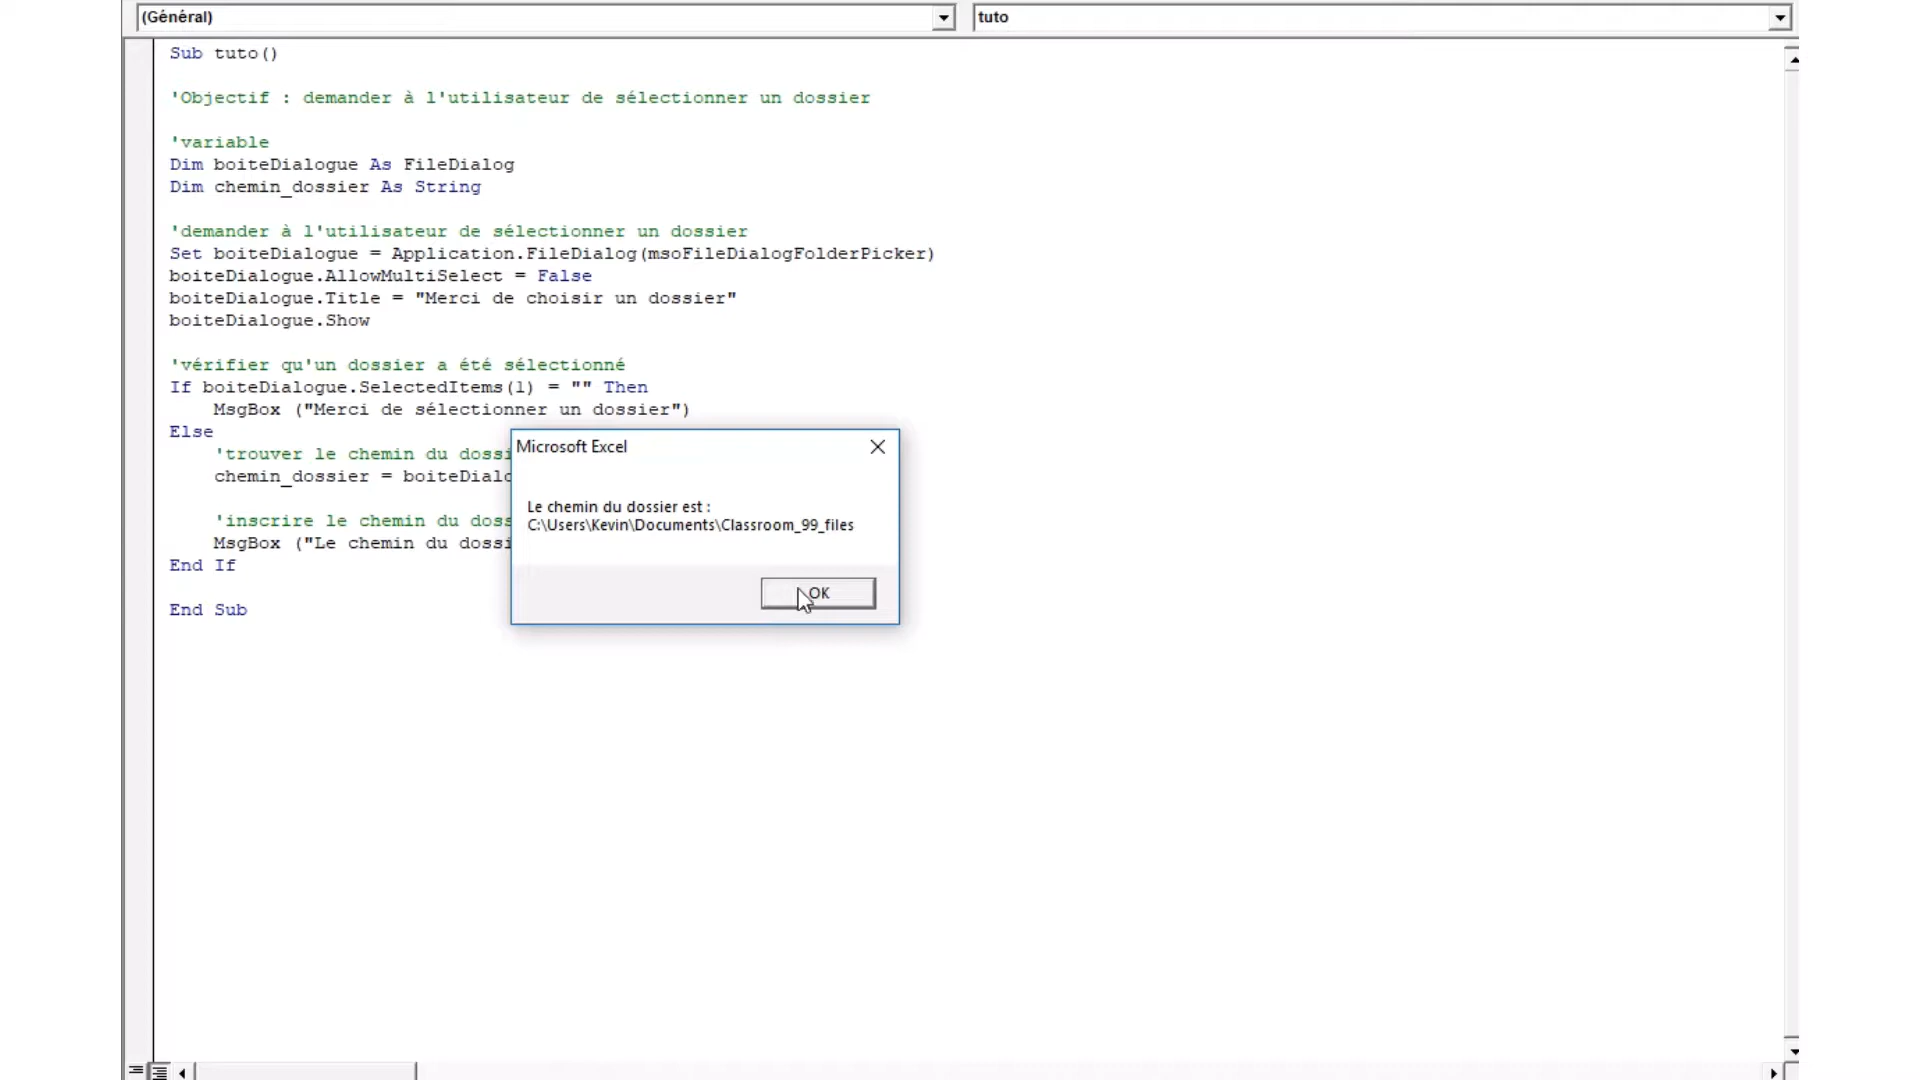 (Général)
tuto
Sub tuto()
'Objectif : demander à l'utilisateur de sélectionner un dossier
'variable
Dim boiteDialogue As FileDialog
Dim chemin_dossier As String
'demander à l'utilisateur de sélectionner un dossier
Set boiteDialogue = Application.FileDialog(msoFileDialogFolderPicker)
boiteDialogue.AllowMultiSelect = False
boiteDialogue.Title = "Merci de choisir un dossier"
boiteDialogue.Show
'vérifier qu'un dossier a été sélectionné
If boiteDialogue.SelectedItems(1) = "" Then
MsgBox ("Merci de sélectionner un dossier")
Else
'trouver le chemin du dossi
chemin_dossier = boiteDialo
'inscrire le chemin du doss
MsgBox ("Le chemin du dossi
End If
End Sub
Microsoft Excel
Le chemin du dossier est :
C:\Users\Kevin\Documents\Classroom_99_files
OK